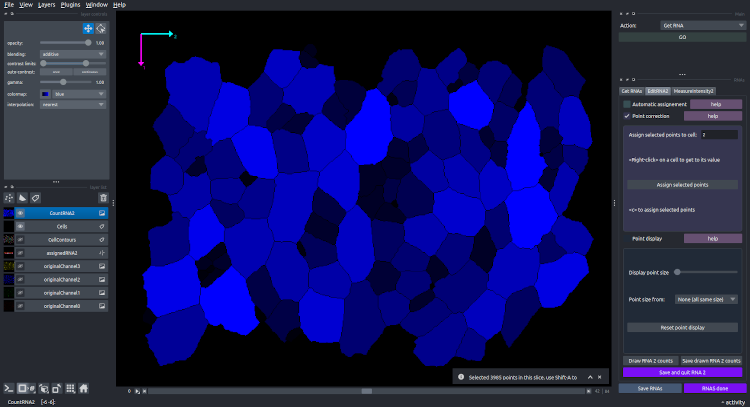 File View Layers Plugins Window Help
layer controls
opacity: 1.00
blending: additive
contrast limits:
auto-contrast: once continuous
gamma: 1.00
colormap: blue
interpolation: nearest
layer list
CountRNA2
Cells
CellContours
assignedRNA2
originalChannel3
originalChannel2
originalChannel1
originalChannel0
CountRNA2 [-6 -6]:
2
1
Selected 3985 points in this slice, use Shift-A to
0
Action: Get RNA
GO
Get RNAs EditRNA2 MeasureIntensity2
Automatic assignement help
Point correction help
Assign selected points to cell: 2
<Right-click> on a cell to get to its value
Assign selected points
<c> to assign selected points
Point display help
Display point size
Point size from: None (all same size)
Reset point display
Draw RNA 2 counts Save drawn RNA 2 counts
Save and quit RNA 2
Save RNAs RNAS done
activity